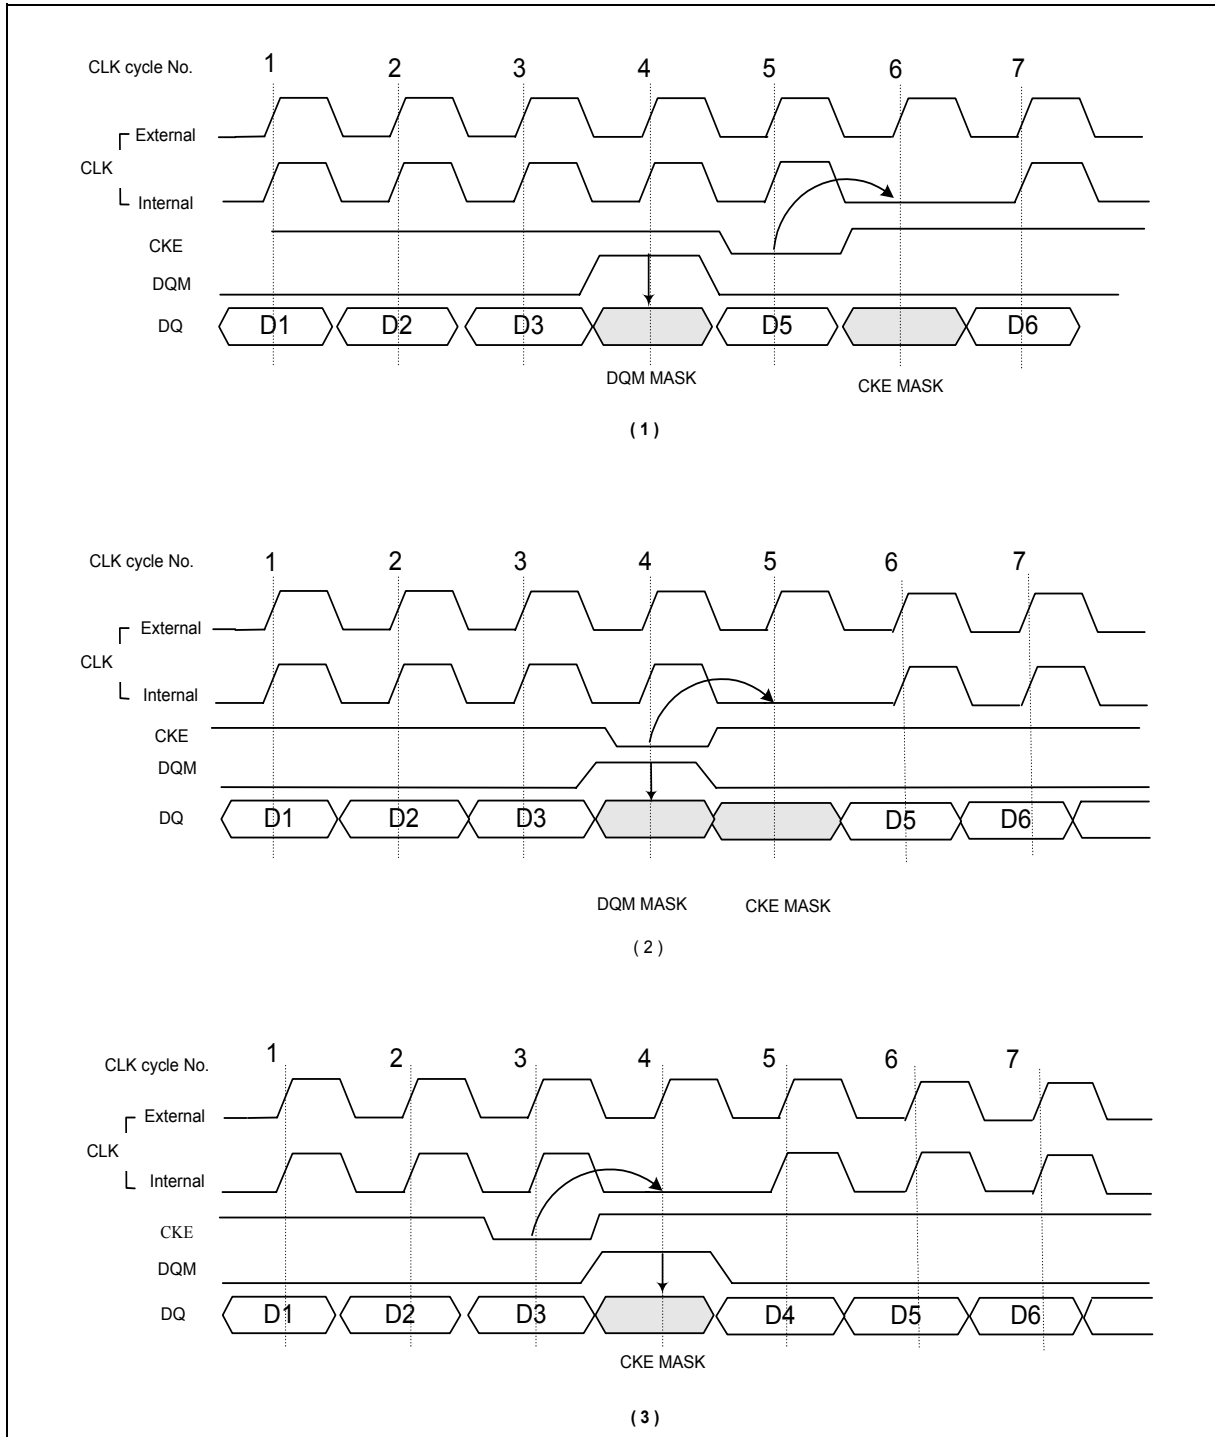 CLK cycle No. 1 2 3 4 5 6 7
External
CLK
Internal
CKE
DQM
DQ D1 D2 D3 D5 D6
DQM MASK CKE MASK
( 1 )
CLK cycle No. 1 2 3 4 5 6 7
External
CLK
Internal
CKE
DQM
DQ D1 D2 D3 D5 D6
DQM MASK CKE MASK
( 2 )
CLK cycle No. 1 2 3 4 5 6 7
External
CLK
Internal
CKE
DQM
DQ D1 D2 D3 D4 D5 D6
CKE MASK
( 3 )